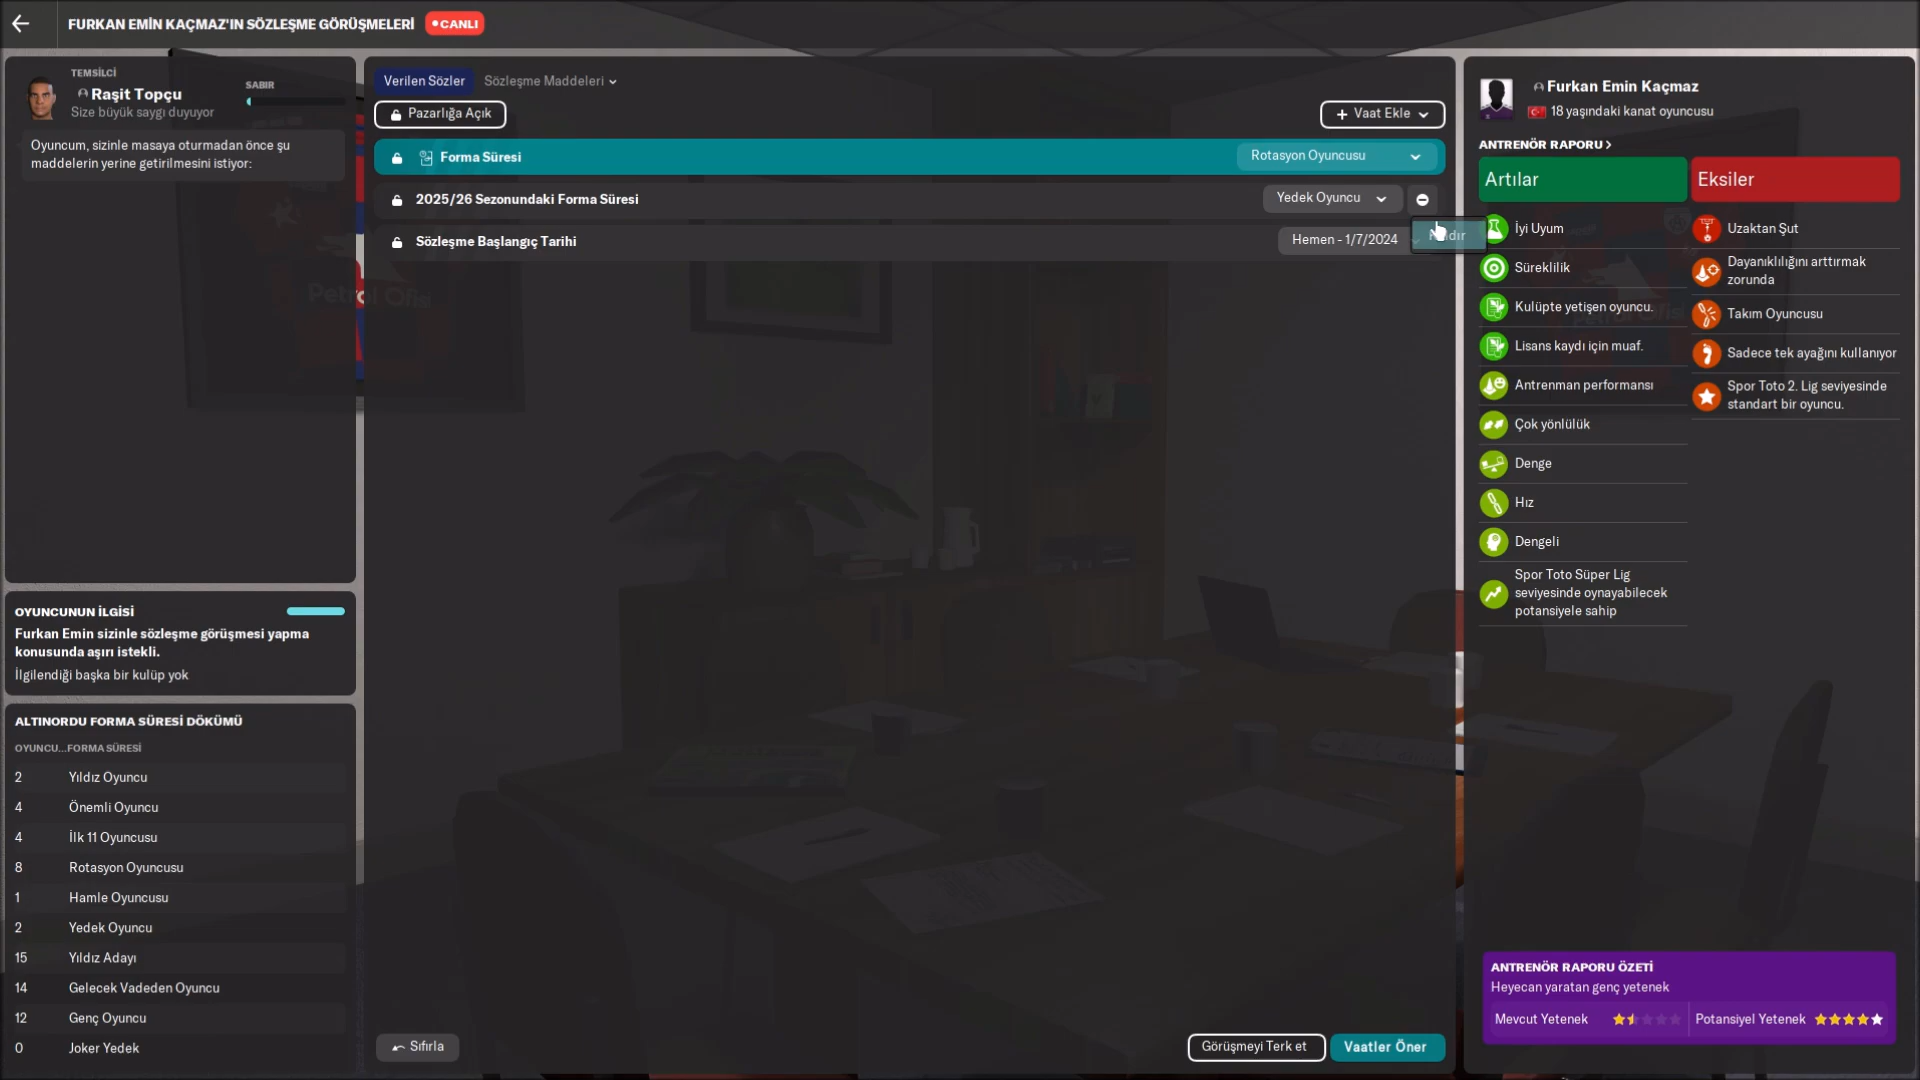 FURKAN EMİN KAÇMAZ'IN SÖZLEŞME GÖRÜŞMELERİ
CANLI
TEMSİLCİ
Raşit Topçu
Size büyük saygı duyuyor
SABIR
Oyuncum, sizinle masaya oturmadan önce şu
maddelerin yerine getirilmesini istiyor:
OYUNCUNUN İLGİSİ
Furkan Emin sizinle sözleşme görüşmesi yapma
konusunda aşırı istekli.
İlgilendiği başka bir kulüp yok
ALTINORDU FORMA SÜRESİ DÖKÜMÜ
OYUNCU...FORMA SÜRESİ
2 Yıldız Oyuncu
4 Önemli Oyuncu
4 İlk 11 Oyuncusu
8 Rotasyon Oyuncusu
1 Hamle Oyuncusu
2 Yedek Oyuncu
15 Yıldız Adayı
14 Gelecek Vadeden Oyuncu
12 Genç Oyuncu
0 Joker Yedek
Verilen Sözler
Sözleşme Maddeleri
Pazarlığa Açık
+ Vaat Ekle
Forma Süresi
Rotasyon Oyuncusu
2025/26 Sezonundaki Forma Süresi
Yedek Oyuncu
Sözleşme Başlangıç Tarihi
Hemen - 1/7/2024
Petrol Ofisi
Sıfırla
Görüşmeyi Terk et
Vaatler Öner
Furkan Emin Kaçmaz
18 yaşındaki kanat oyuncusu
ANTRENÖR RAPORU >
Artılar
İyi Uyum
Süreklilik
Kulüpte yetişen oyuncu.
Lisans kaydı için muaf.
Antrenman performansı
Çok yönlülük
Denge
Hız
Dengeli
Spor Toto Süper Lig
seviyesinde oynayabilecek
potansiyele sahip
Eksiler
Uzaktan Şut
Dayanıklılığını arttırmak
zorunda
Takım Oyuncusu
Sadece tek ayağını kullanıyor
Spor Toto 2. Lig seviyesinde
standart bir oyuncu.
ANTRENÖR RAPORU ÖZETİ
Heyecan yaratan genç yetenek
Mevcut Yetenek
Potansiyel Yetenek